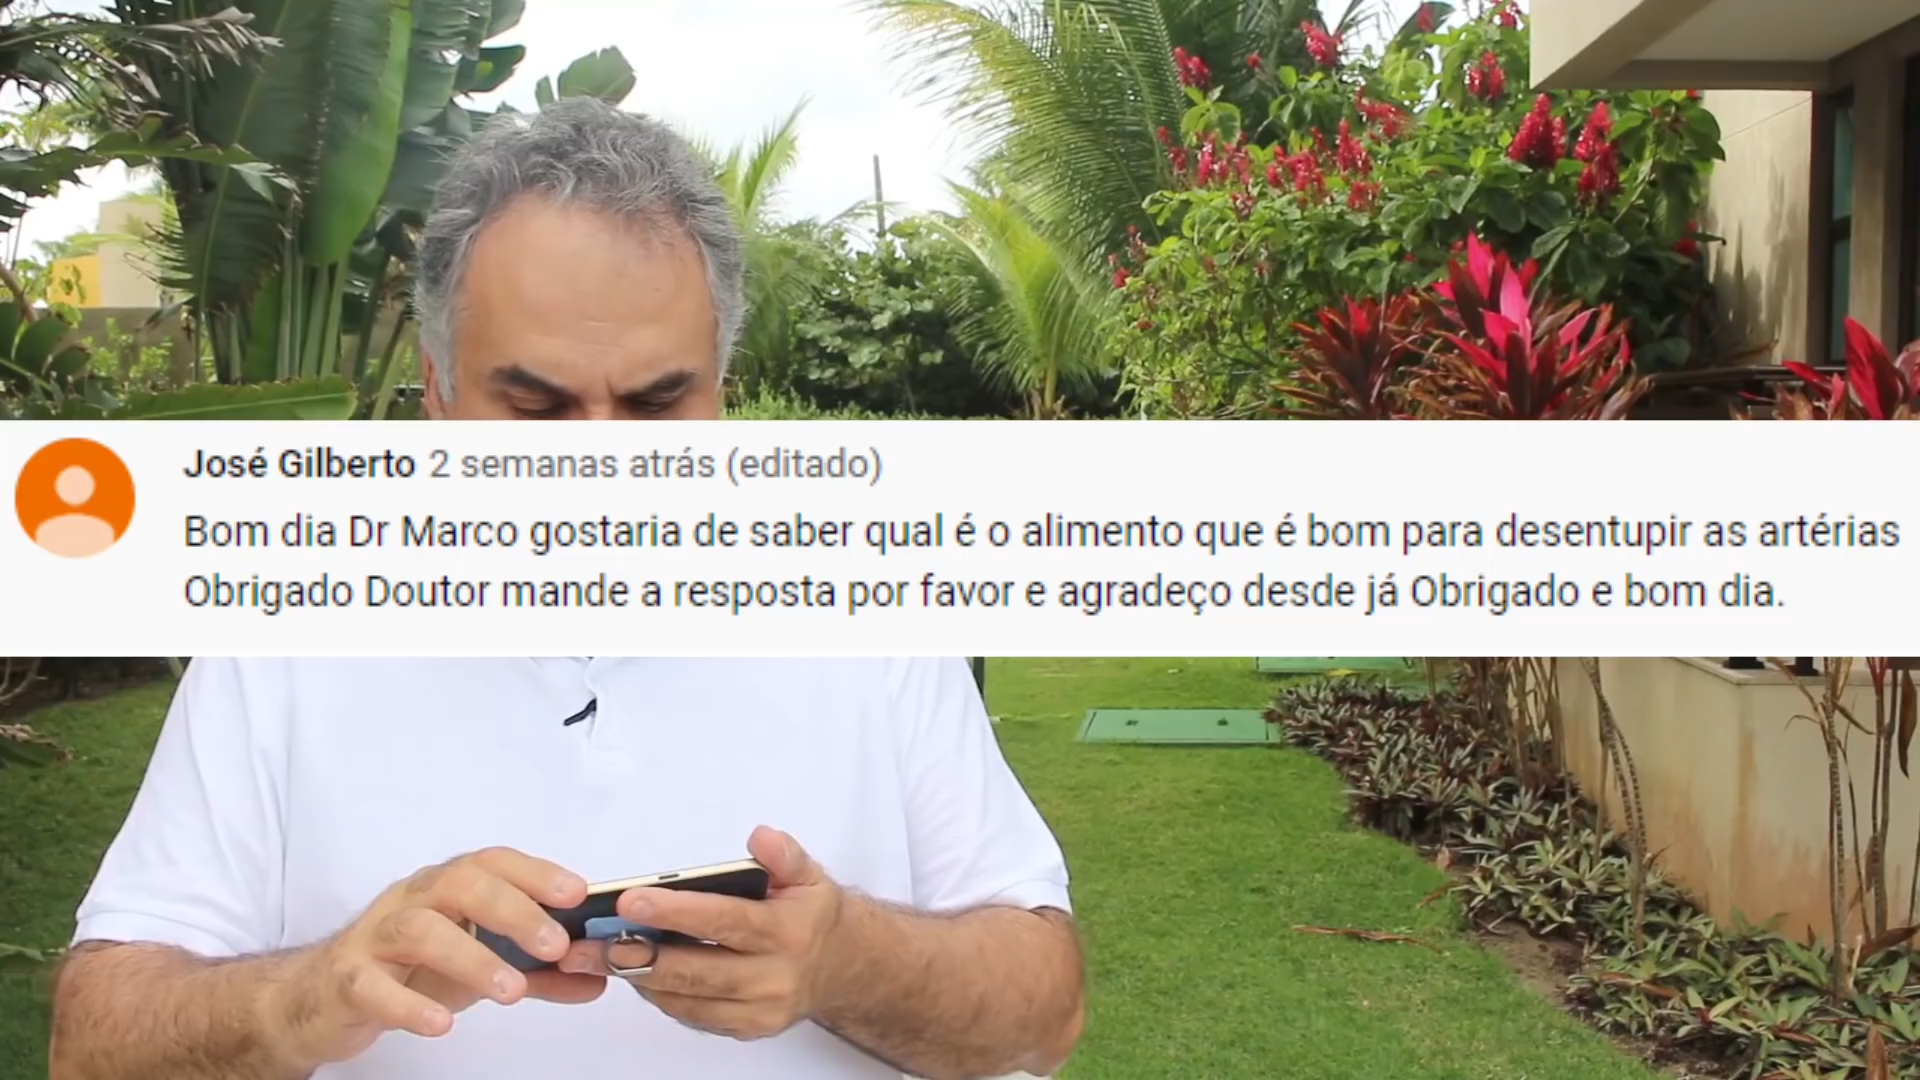 José Gilberto 2 semanas atrás (editado)
Bom dia Dr Marco gostaria de saber qual é o alimento que é bom para desentupir as artérias
Obrigado Doutor mande a resposta por favor e agradeço desde já Obrigado e bom dia.